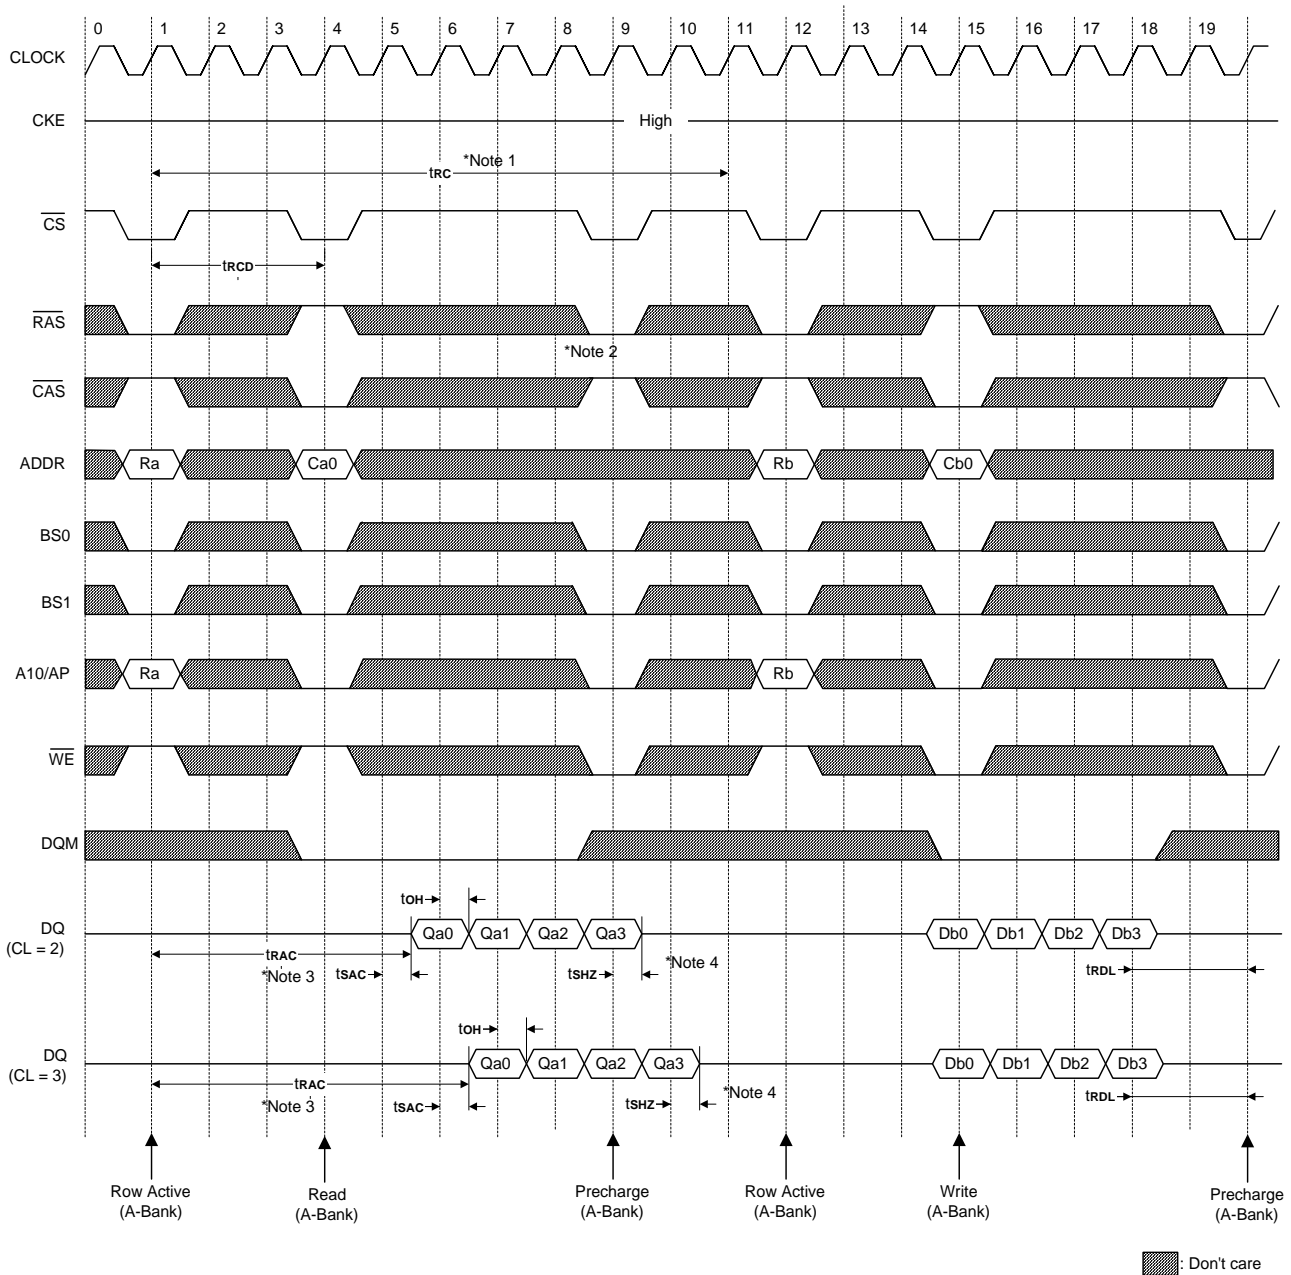 0 1 2 3 4 5 6 7 8 9 10 11 12 13 14 15 16 17 18 19
CLOCK
CKE High
*Note 1
tRC
CS
tRCD
RAS
*Note 2
CAS
ADDR Ra Ca0 Rb Cb0
BS0
BS1
A10/AP Ra Rb
WE
DQM
tOH
DQ
(CL = 2)
Qa0 Qa1 Qa2 Qa3 Db0 Db1 Db2 Db3
tRAC
*Note 3 tSAC tSHZ *Note 4 tRDL
tOH
DQ
(CL = 3)
Qa0 Qa1 Qa2 Qa3 Db0 Db1 Db2 Db3
tRAC
*Note 3 tSAC tSHZ *Note 4 tRDL
Row Active
(A-Bank)
Read
(A-Bank)
Precharge
(A-Bank)
Row Active
(A-Bank)
Write
(A-Bank)
Precharge
(A-Bank)
: Don't care